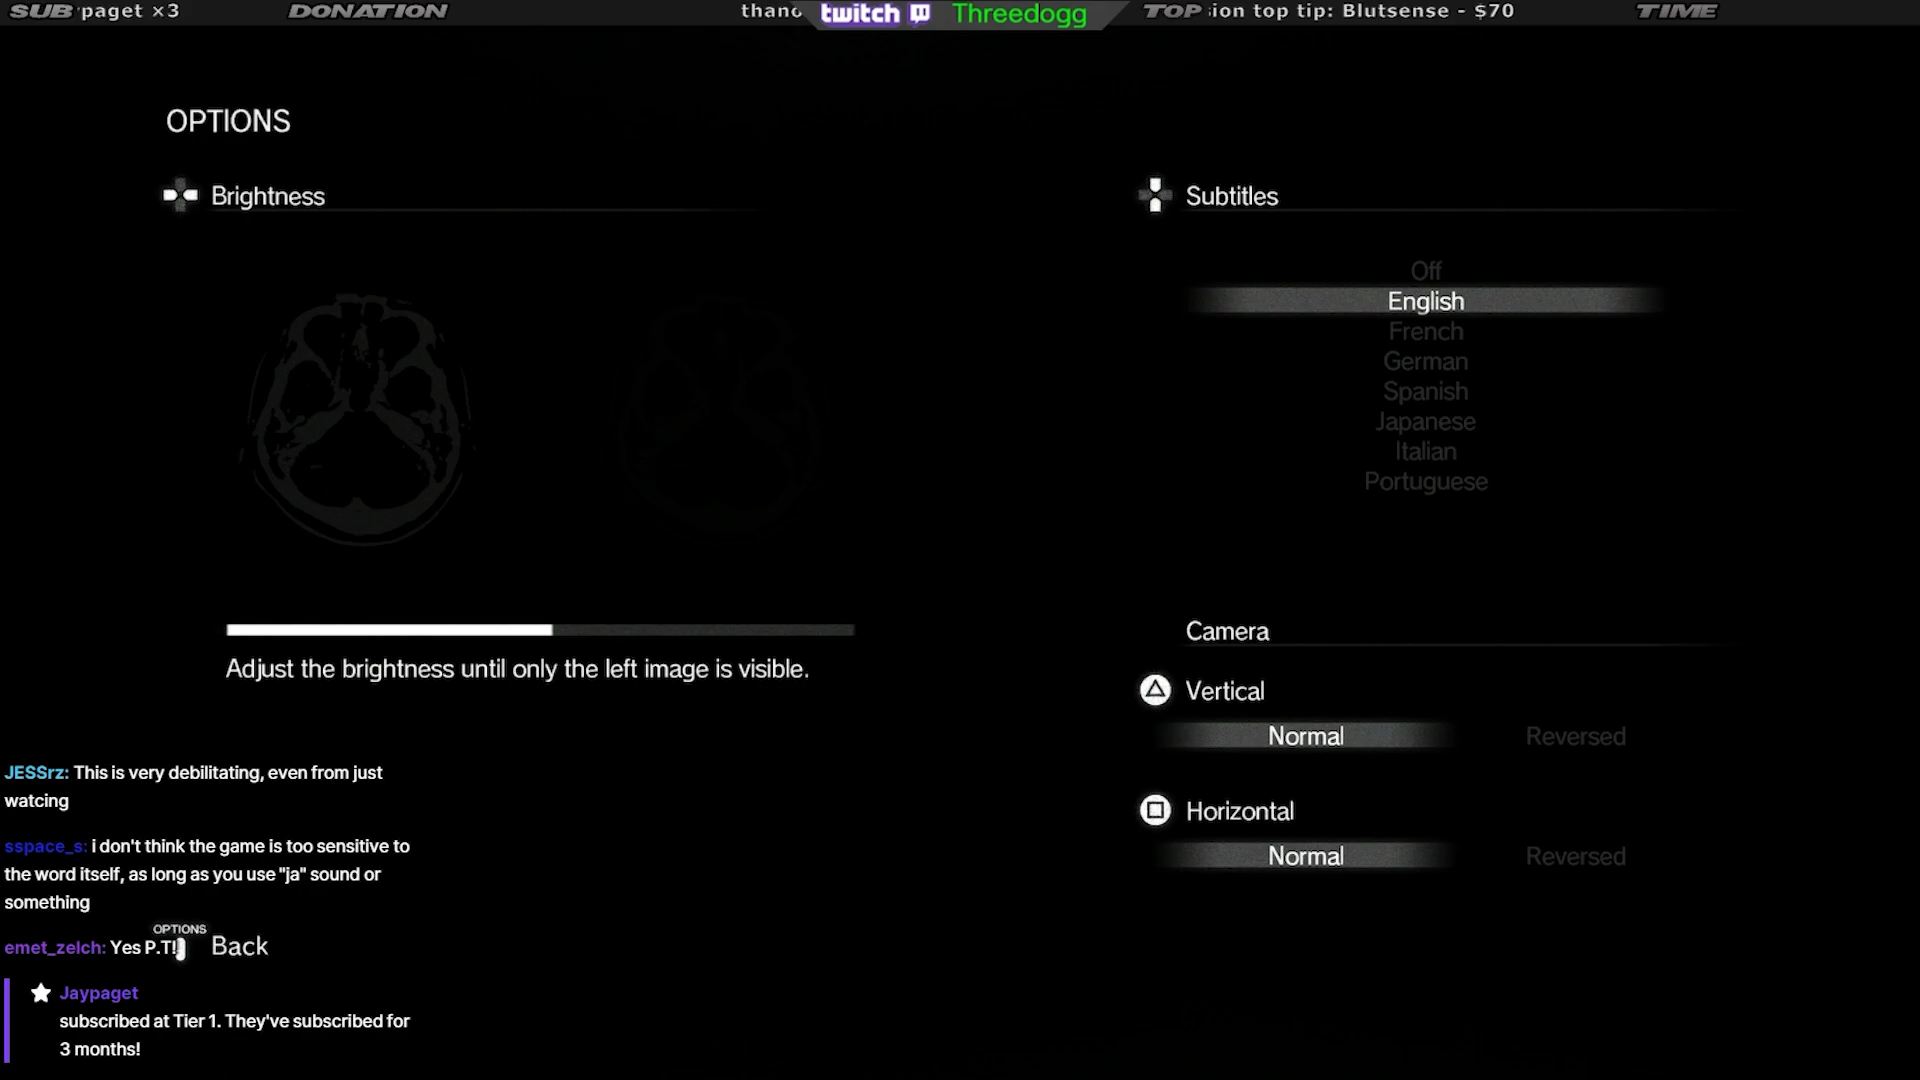 SUB paget ×3
DONATION
twitch Threedogg
TOP ion top tip: Blutsense - $70
TIME
OPTIONS
Brightness
Adjust the brightness until only the left image is visible.
Subtitles
Off
English
French
German
Spanish
Japanese
Italian
Portuguese
Camera
Vertical
Normal Reversed
Horizontal
Normal Reversed
JESSrz: This is very debilitating, even from just
watcing
sspace_s: i don't think the game is too sensitive to
the word itself, as long as you use "ja" sound or
something
OPTIONS
emet_zelch: Yes P.T!
Back
Jaypaget
subscribed at Tier 1. They've subscribed for
3 months!